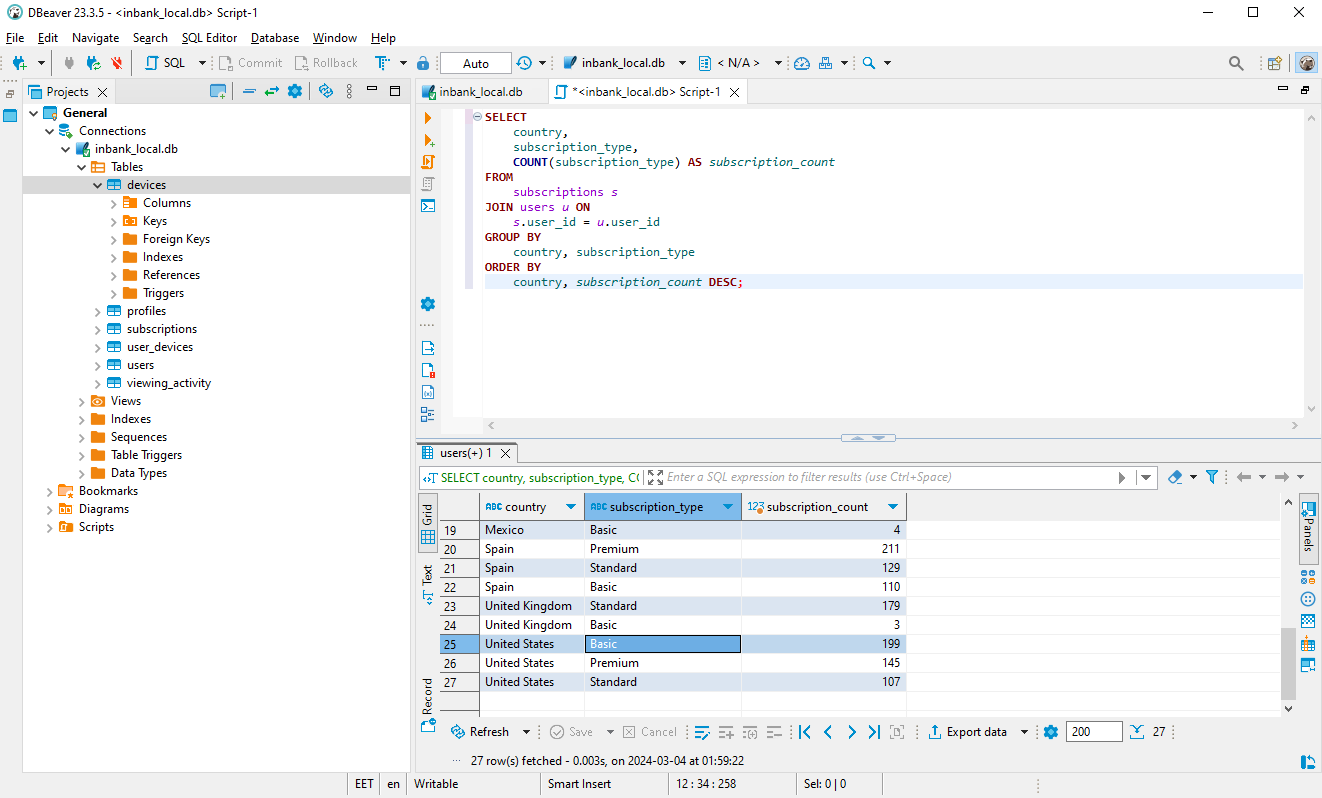 DBeaver 23.3.5 - <inbank_local.db> Script-1
File Edit Navigate Search SQL Editor Database Window Help
SQL Commit Rollback Auto inbank_local.db < N/A >
Projects
General
Connections
inbank_local.db
Tables
devices
Columns
Keys
Foreign Keys
Indexes
References
Triggers
profiles
subscriptions
user_devices
users
viewing_activity
Views
Indexes
Sequences
Table Triggers
Data Types
Bookmarks
Diagrams
Scripts
inbank_local.db *<inbank_local.db> Script-1
SELECT
country,
subscription_type,
COUNT(subscription_type) AS subscription_count
FROM
subscriptions s
JOIN users u ON
s.user_id = u.user_id
GROUP BY
country, subscription_type
ORDER BY
country, subscription_count DESC;
users(+) 1
SELECT country, subscription_type, CO Enter a SQL expression to filter results (use Ctrl+Space)
Grid
Text
Record
ABC country ABC subscription_type 123 subscription_count
19 Mexico Basic 4
20 Spain Premium 211
21 Spain Standard 129
22 Spain Basic 110
23 United Kingdom Standard 179
24 United Kingdom Basic 3
25 United States Basic 199
26 United States Premium 145
27 United States Standard 107
Panels
Refresh Save Cancel Export data 200 27
27 row(s) fetched - 0.003s, on 2024-03-04 at 01:59:22
EET en Writable Smart Insert 12 : 34 : 258 Sel: 0 | 0